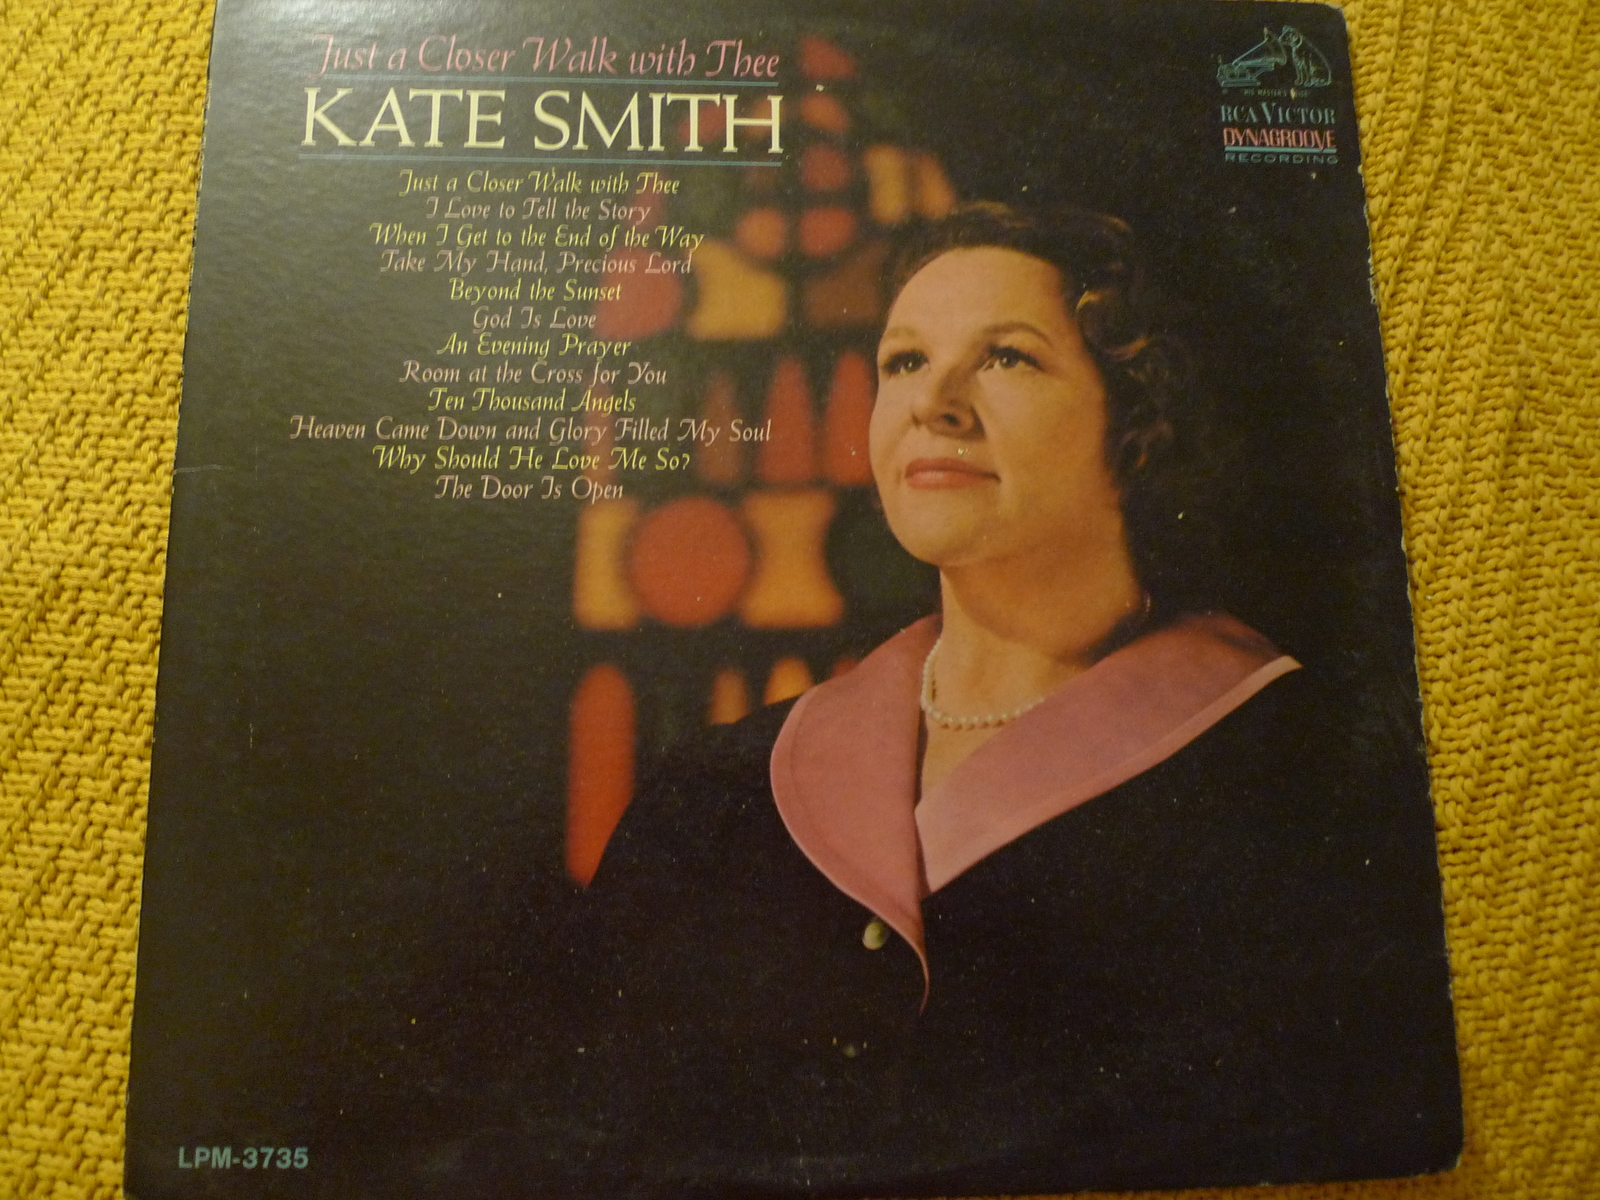 Just a Closer Walk with Thee
KATE SMITH
Just a Closer Walk with Thee
I Love to Tell the Story
When I Get to the End of the Way
Take My Hand, Precious Lord
Beyond the Sunset
God Is Love
An Evening Prayer
Room at the Cross for You
Ten Thousand Angels
Heaven Came Down and Glory Filled My Soul
Why Should He Love Me So?
The Door Is Open
"HIS MASTER'S VOICE"
RCA VICTOR
DYNAGROOVE
RECORDING
LPM-3735